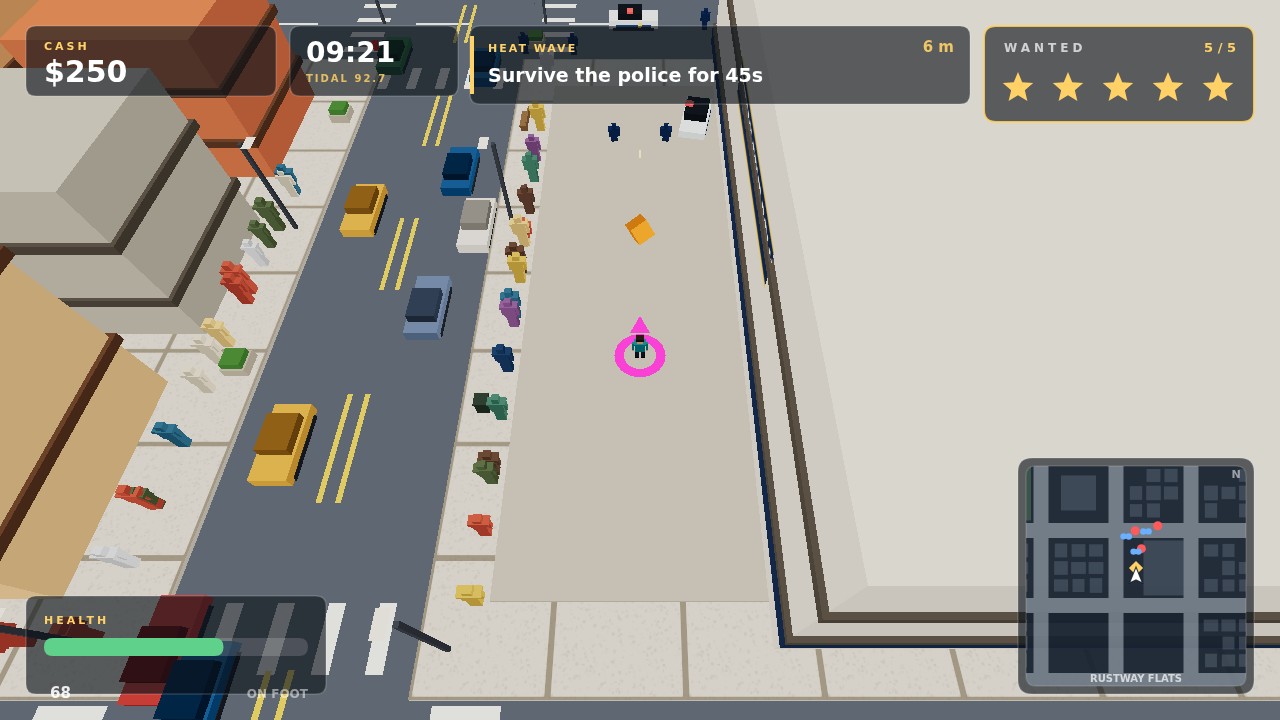 CASH
$250
09:21
TIDAL 92.7
HEAT WAVE
6 m
Survive the police for 45s
WANTED
5 / 5
N
RUSTWAY FLATS
HEALTH
68
ON FOOT